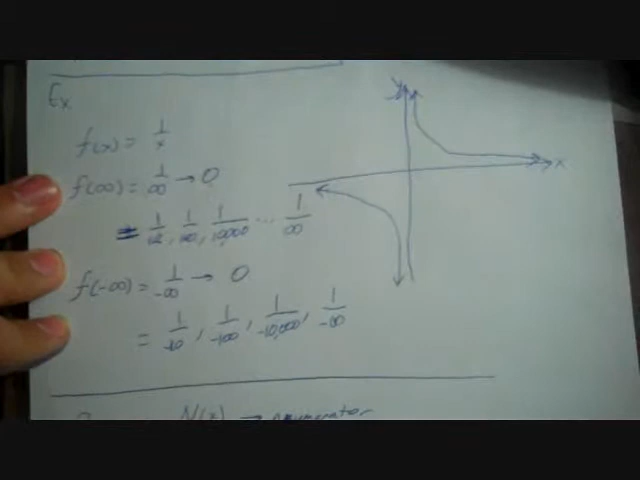 Ex
y
f(x) = 1/x
x
f(∞) = 1/∞ → 0
= 1/10, 1/100, 1/10,000 ... 1/∞
f(-∞) = 1/-∞ → 0
= 1/-10, 1/-100, 1/-10,000, 1/-∞
N(x) → numerator